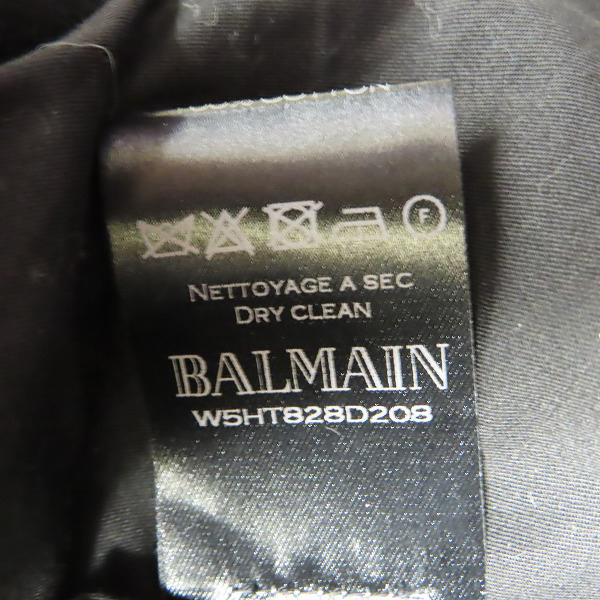 F
NETTOYAGE A SEC
DRY CLEAN
BALMAIN
W5HT828D208